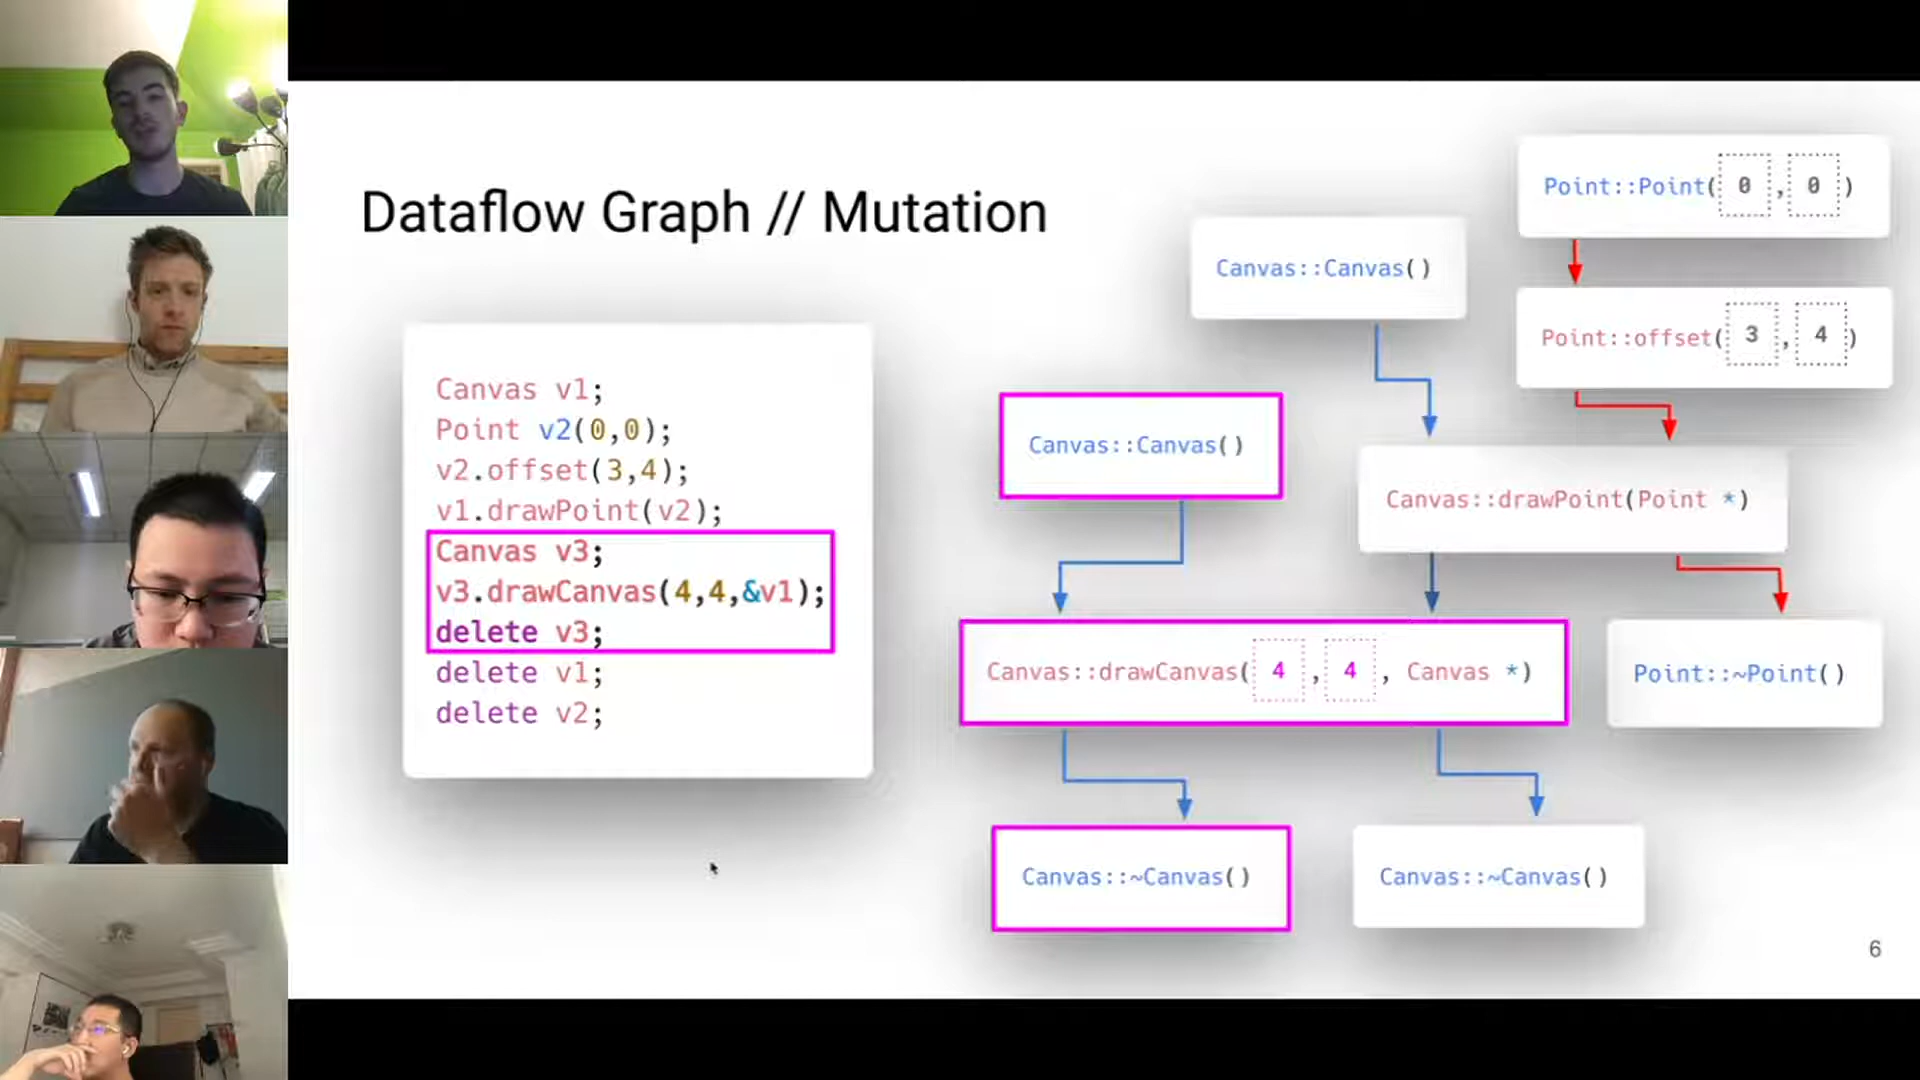 Dataflow Graph // Mutation
Canvas v1;
Point v2(0,0);
v2.offset(3,4);
v1.drawPoint(v2);
Canvas v3;
v3.drawCanvas(4,4,&v1);
delete v3;
delete v1;
delete v2;
Point::Point(0,0)
Canvas::Canvas()
Point::offset(3,4)
Canvas::Canvas()
Canvas::drawPoint(Point *)
Canvas::drawCanvas(4,4, Canvas *)
Point::~Point()
Canvas::~Canvas()
Canvas::~Canvas()
6